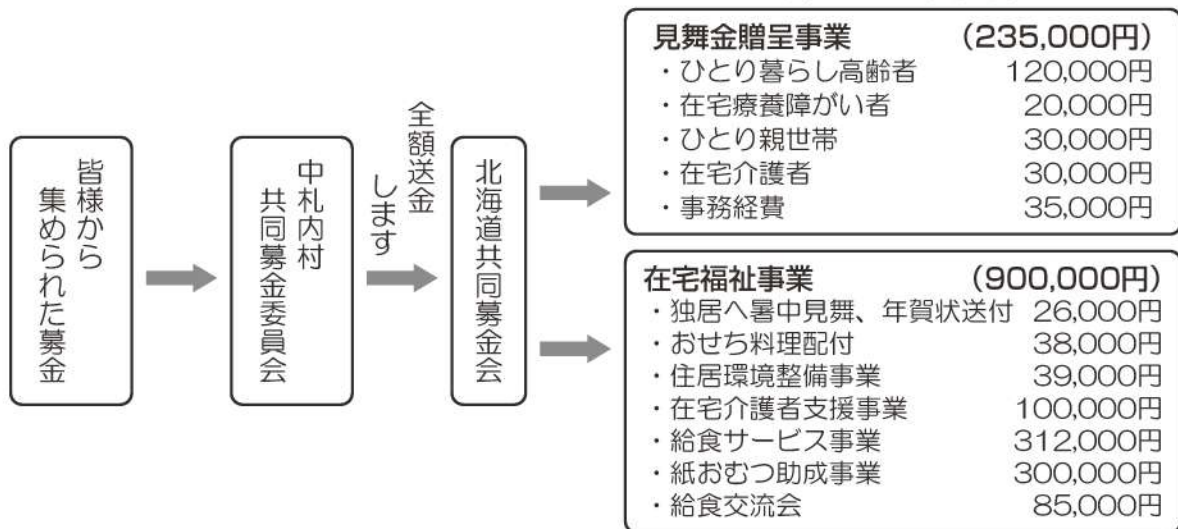 皆様から
集められた募金
中札内村
共同募金委員会
全額送金
します
北海道共同募金会
見舞金贈呈事業 (235,000円)
・ひとり暮らし高齢者 120,000円
・在宅療養障がい者 20,000円
・ひとり親世帯 30,000円
・在宅介護者 30,000円
・事務経費 35,000円
在宅福祉事業 (900,000円)
・独居へ暑中見舞、年賀状送付 26,000円
・おせち料理配付 38,000円
・住居環境整備事業 39,000円
・在宅介護者支援事業 100,000円
・給食サービス事業 312,000円
・紙おむつ助成事業 300,000円
・給食交流会 85,000円